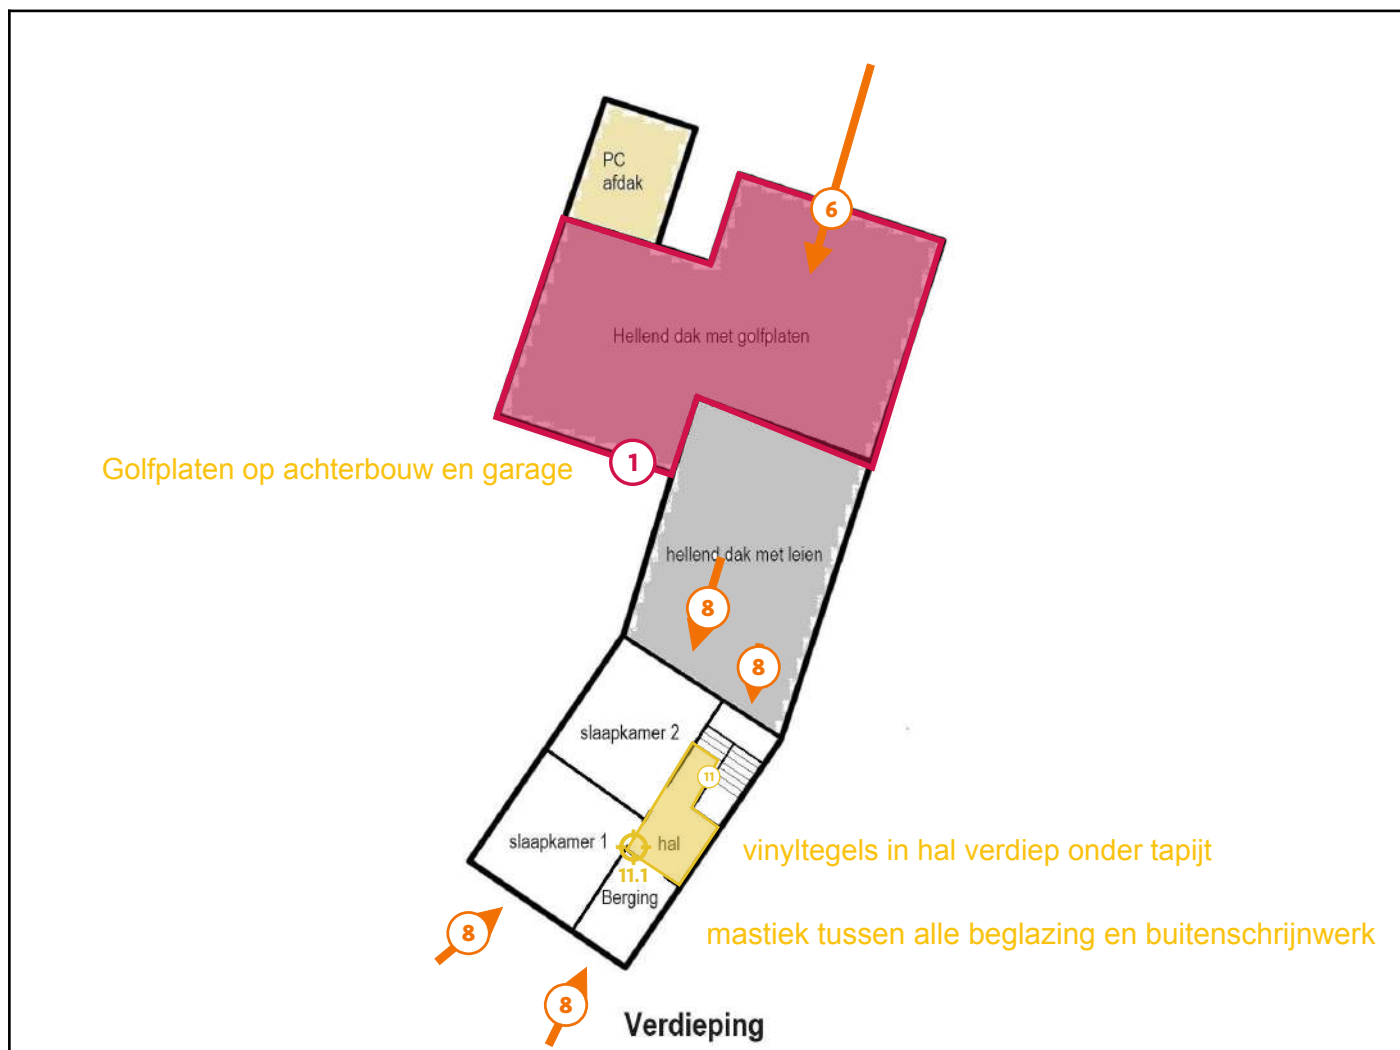 PC
afdak
6
Hellend dak met golfplaten
Golfplaten op achterbouw en garage
1
hellend dak met leien
8
8
slaapkamer 2
11
slaapkamer 1
hal
11.1
Berging
vinyltegels in hal verdiep onder tapijt
8
mastiek tussen alle beglazing en buitenschrijnwerk
8
Verdieping